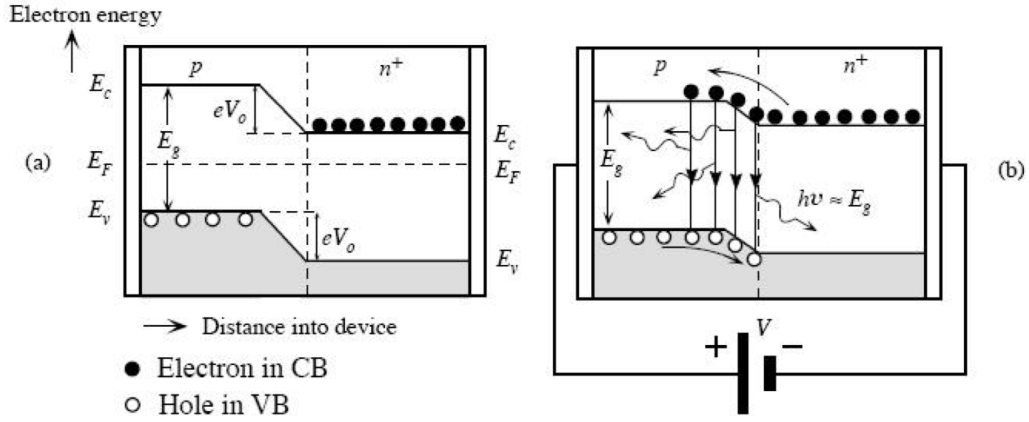 Electron energy
p
n⁺
E_c
eV_o
E_g
E_c
(a)
E_F
E_F
E_v
eV_o
E_v
→ Distance into device
● Electron in CB
○ Hole in VB
p
n⁺
E_g
hυ ≈ E_g
(b)
V
+
−